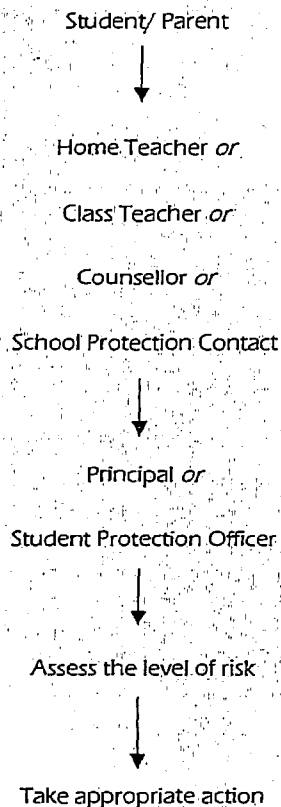 Student/ Parent
Home Teacher or
Class Teacher or
Counsellor or
School Protection Contact
Principal or
Student Protection Officer
Assess the level of risk
Take appropriate action